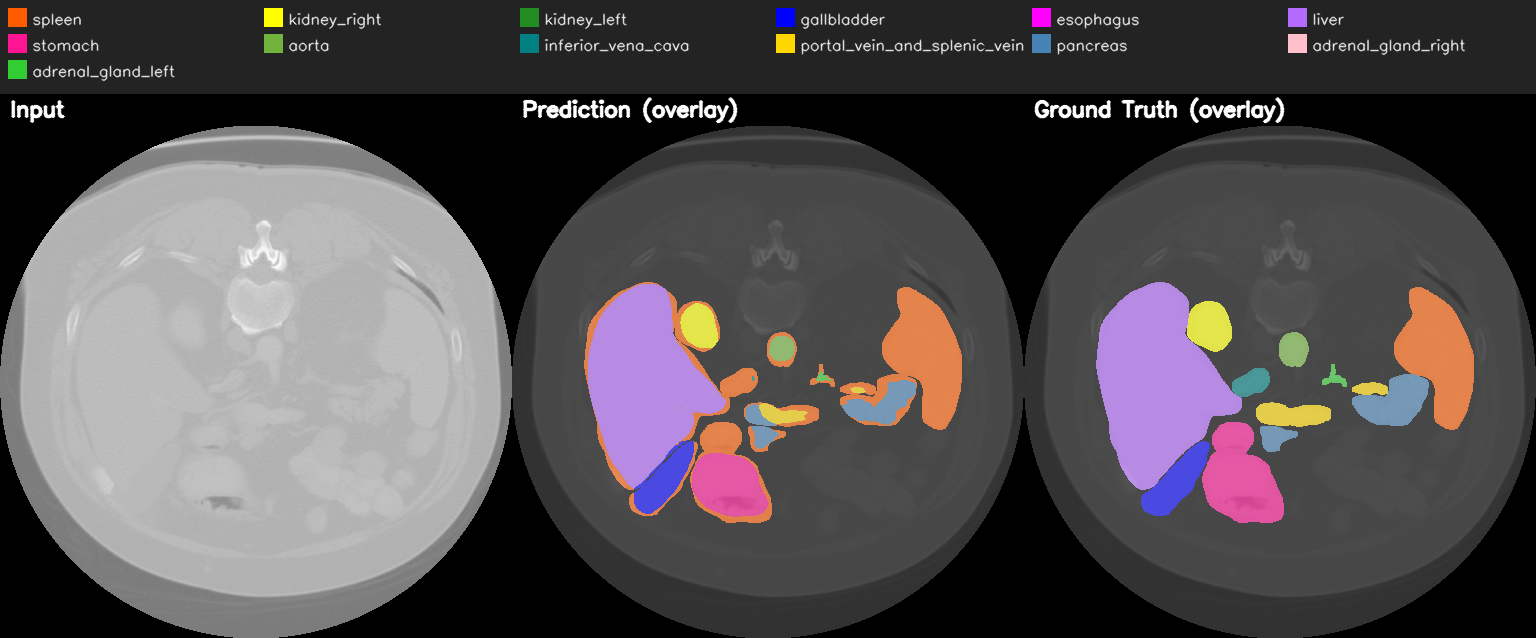 spleen kidney_right kidney_left gallbladder esophagus liver
stomach aorta inferior_vena_cava portal_vein_and_splenic_vein pancreas adrenal_gland_right
adrenal_gland_left
Input Prediction (overlay) Ground Truth (overlay)